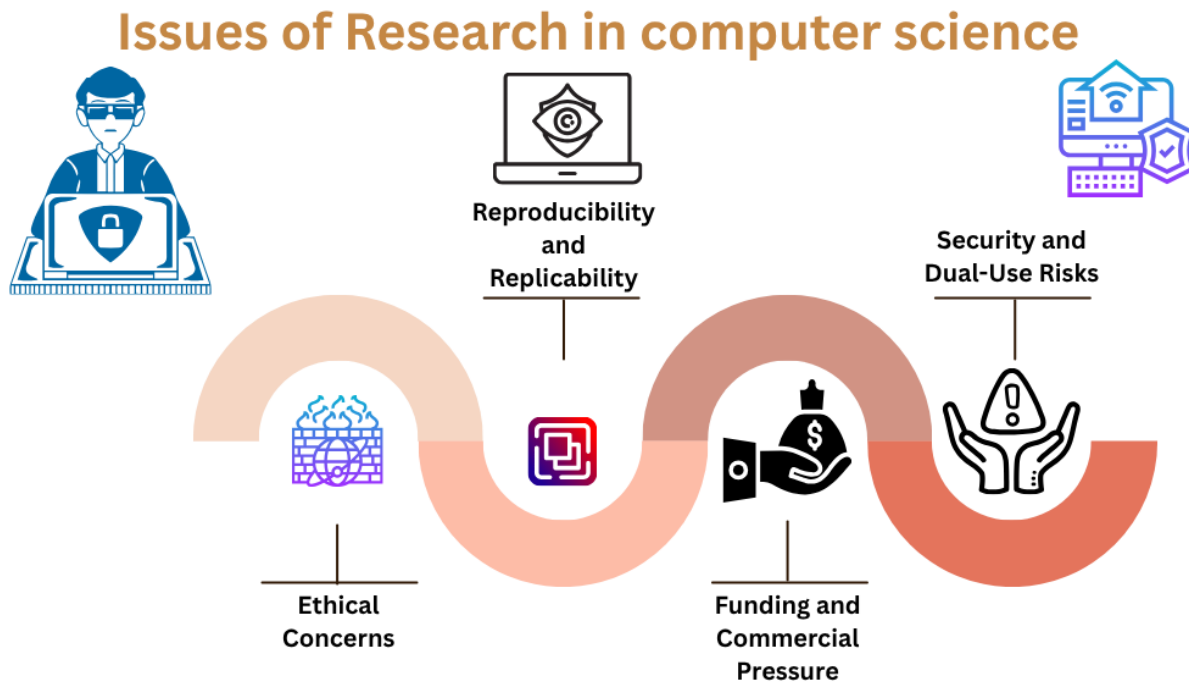 Issues of Research in computer science
Reproducibility
and
Replicability
Security and
Dual-Use Risks
$
Ethical
Concerns
Funding and
Commercial
Pressure